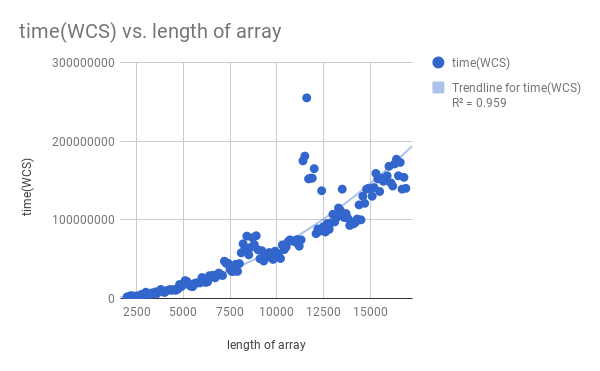 time(WCS) vs. length of array
300000000
200000000
100000000
0
time(WCS)
2500 5000 7500 10000 12500 15000
length of array
time(WCS)
Trendline for time(WCS)
R² = 0.959